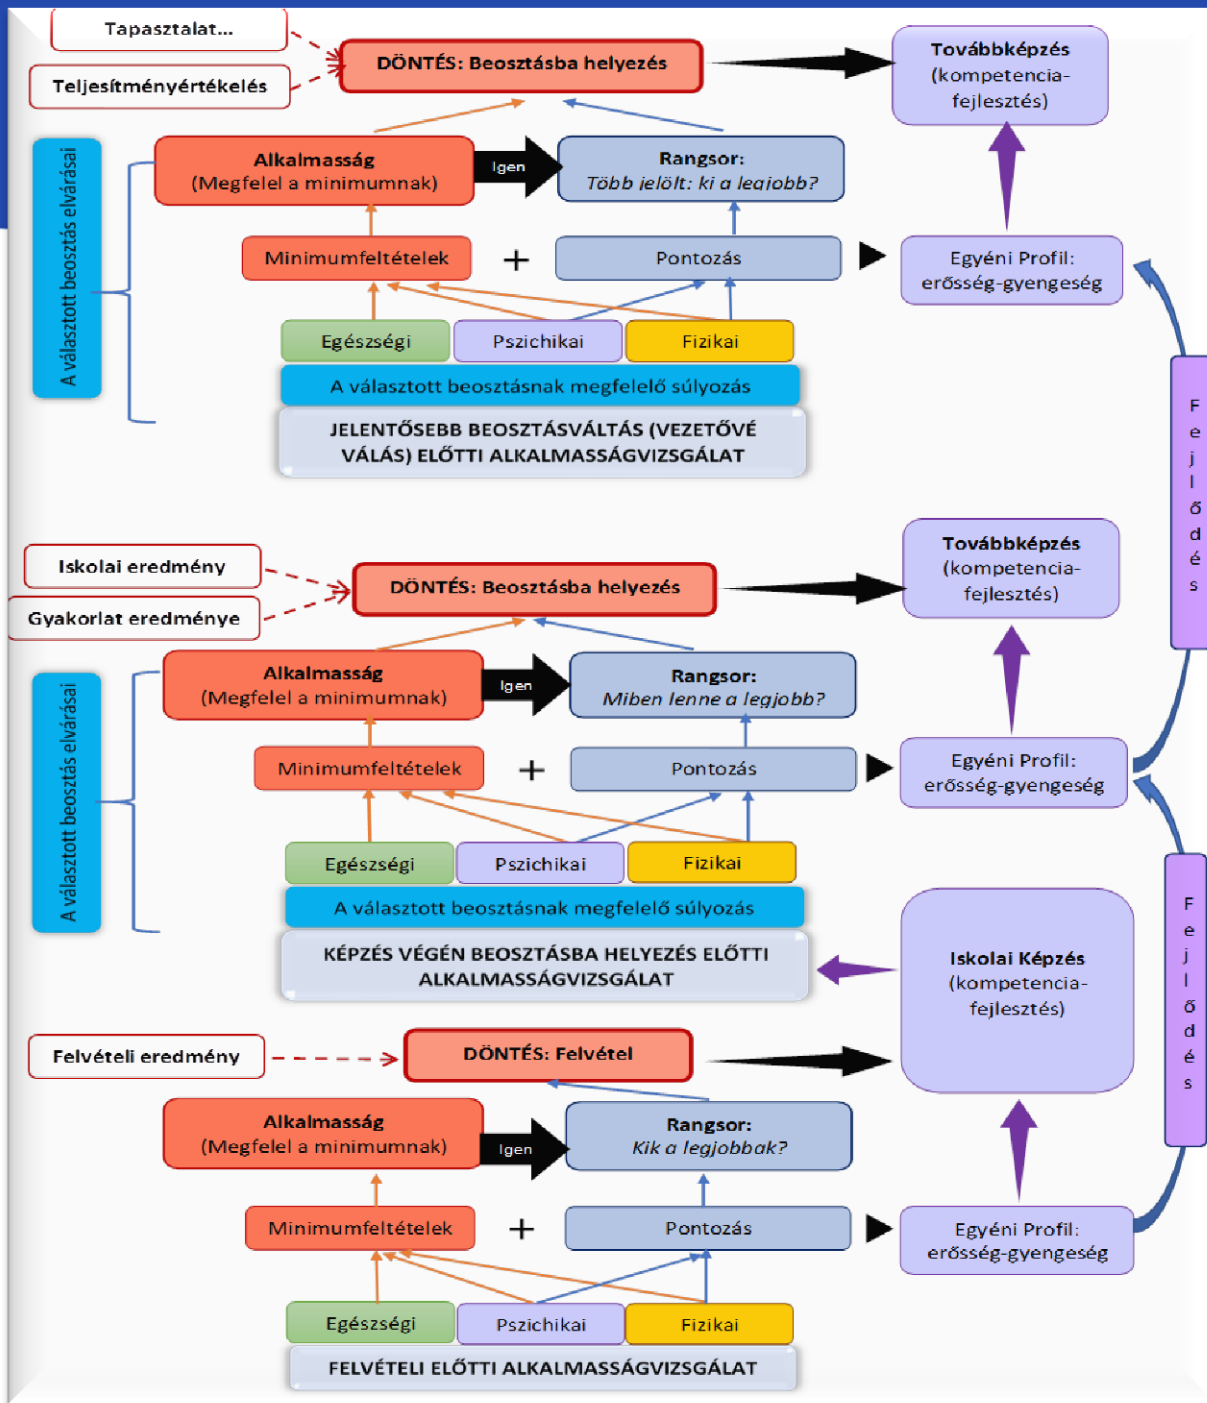 Tapasztalat...
Teljesítményértékelés
DÖNTÉS: Beosztásba helyezés
Továbbképzés
(kompetencia-
fejlesztés)
A választott beosztás elvárásai
Alkalmasság
(Megfelel a minimumnak)
Igen
Rangsor:
Több jelölt: ki a legjobb?
Minimumfeltételek
+
Pontozás
Egyéni Profil:
erősség-gyengeség
Egészségi
Pszichikai
Fizikai
A választott beosztásnak megfelelő súlyozás
JELENTŐSEBB BEOSZTÁSVÁLTÁS (VEZETŐVÉ
VÁLÁS) ELŐTTI ALKALMASSÁGVIZSGÁLAT
Fejlődés
Iskolai eredmény
Gyakorlat eredménye
DÖNTÉS: Beosztásba helyezés
Továbbképzés
(kompetencia-
fejlesztés)
A választott beosztás elvárásai
Alkalmasság
(Megfelel a minimumnak)
Igen
Rangsor:
Miben lenne a legjobb?
Minimumfeltételek
+
Pontozás
Egyéni Profil:
erősség-gyengeség
Egészségi
Pszichikai
Fizikai
A választott beosztásnak megfelelő súlyozás
KÉPZÉS VÉGÉN BEOSZTÁSBA HELYEZÉS ELŐTTI
ALKALMASSÁGVIZSGÁLAT
Iskolai Képzés
(kompetencia-
fejlesztés)
Fejlődés
Felvételi eredmény
DÖNTÉS: Felvétel
Alkalmasság
(Megfelel a minimumnak)
Igen
Rangsor:
Kik a legjobbak?
Minimumfeltételek
+
Pontozás
Egyéni Profil:
erősség-gyengeség
Egészségi
Pszichikai
Fizikai
FELVÉTELI ELŐTTI ALKALMASSÁGVIZSGÁLAT